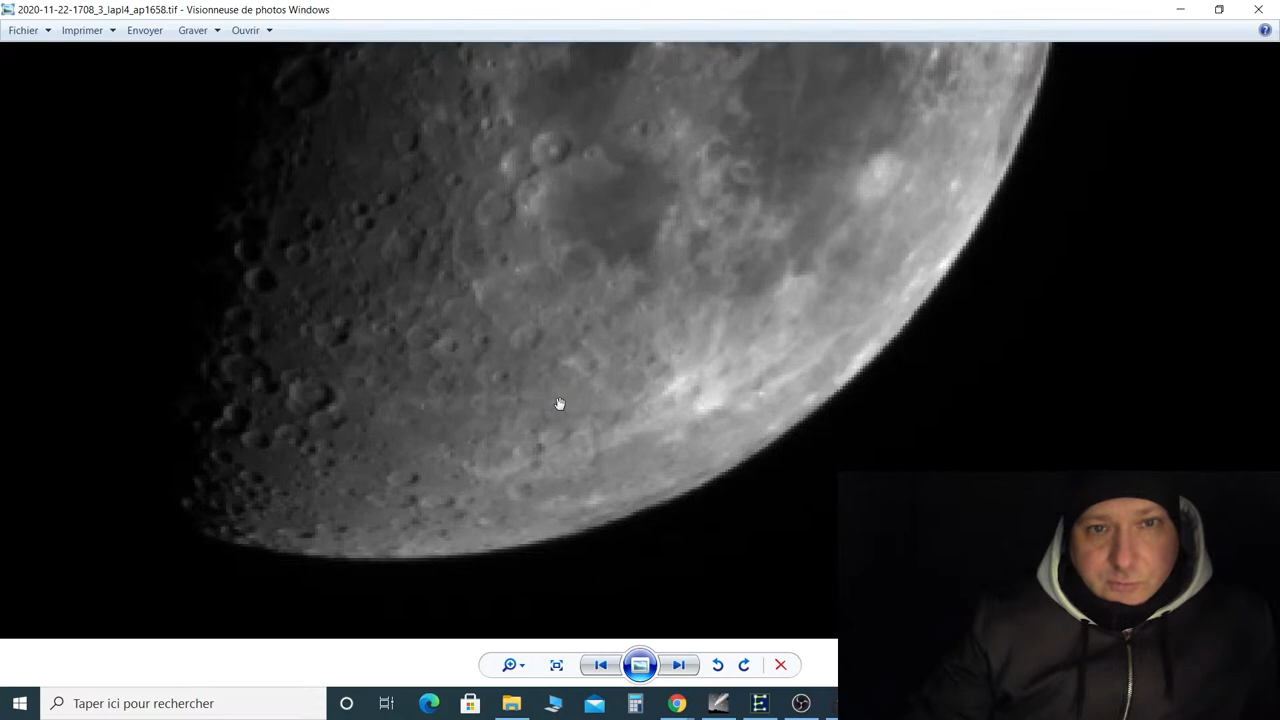 2020-11-22-1708_3_lapl4_ap1658.tif - Visionneuse de photos Windows
Fichier Imprimer Envoyer Graver Ouvrir
Taper ici pour rechercher